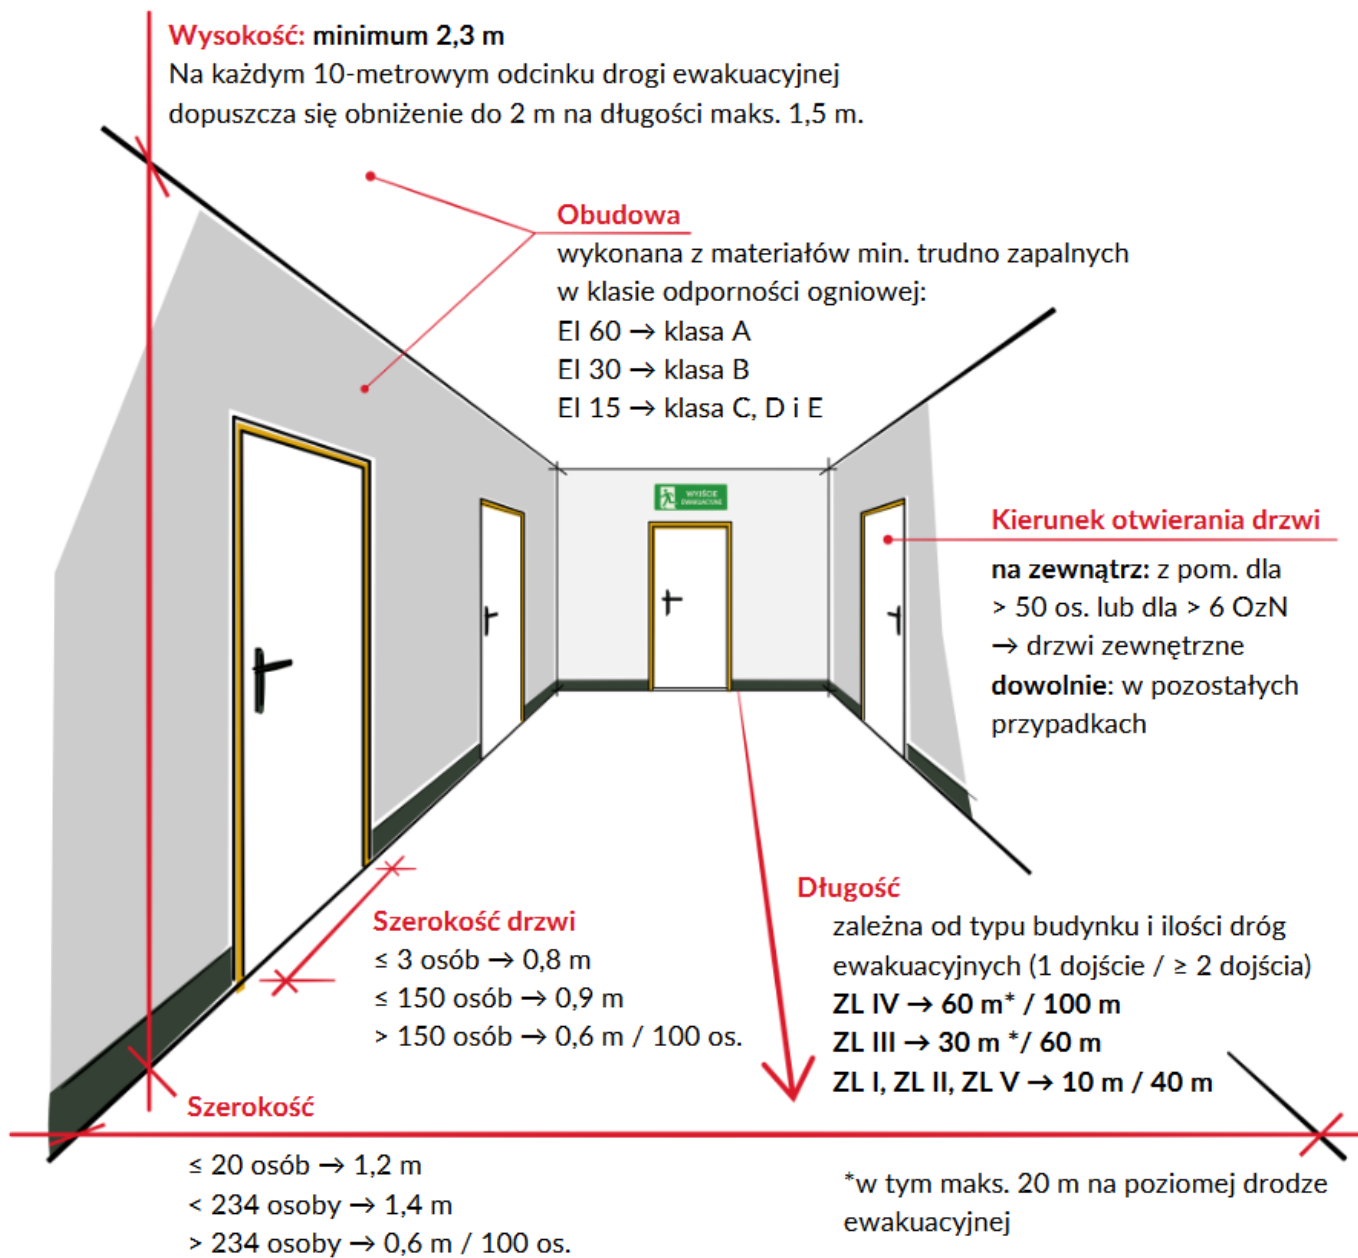 Wysokość: minimum 2,3 m
Na każdym 10-metrowym odcinku drogi ewakuacyjnej
dopuszcza się obniżenie do 2 m na długości maks. 1,5 m.
Obudowa
wykonana z materiałów min. trudno zapalnych
w klasie odporności ogniowej:
EI 60 → klasa A
EI 30 → klasa B
EI 15 → klasa C, D i E
WYJŚCIE
EWAKUACYJNE
Kierunek otwierania drzwi
na zewnątrz: z pom. dla
> 50 os. lub dla > 6 OzN
→ drzwi zewnętrzne
dowolnie: w pozostałych
przypadkach
Szerokość drzwi
≤ 3 osób → 0,8 m
≤ 150 osób → 0,9 m
> 150 osób → 0,6 m / 100 os.
Długość
zależna od typu budynku i ilości dróg
ewakuacyjnych (1 dojście / ≥ 2 dojścia)
ZL IV → 60 m* / 100 m
ZL III → 30 m */ 60 m
ZL I, ZL II, ZL V → 10 m / 40 m
Szerokość
≤ 20 osób → 1,2 m
< 234 osoby → 1,4 m
> 234 osoby → 0,6 m / 100 os.
*w tym maks. 20 m na poziomej drodze
ewakuacyjnej